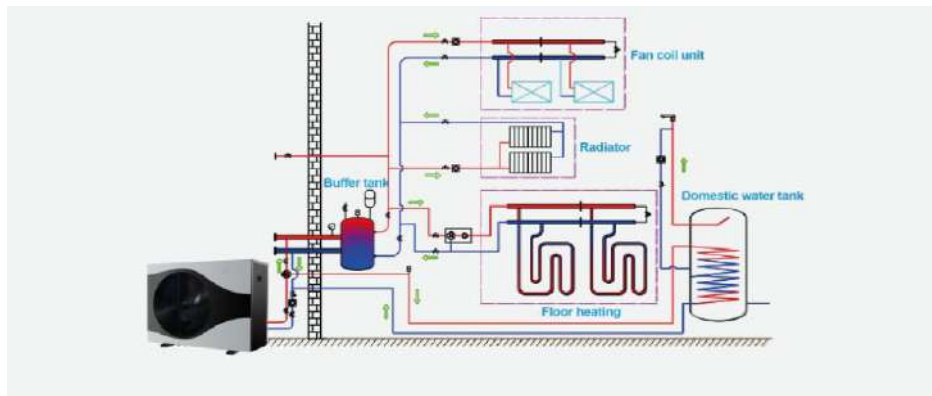 Fan coil unit
Radiator
Buffer tank
Domestic water tank
Floor heating